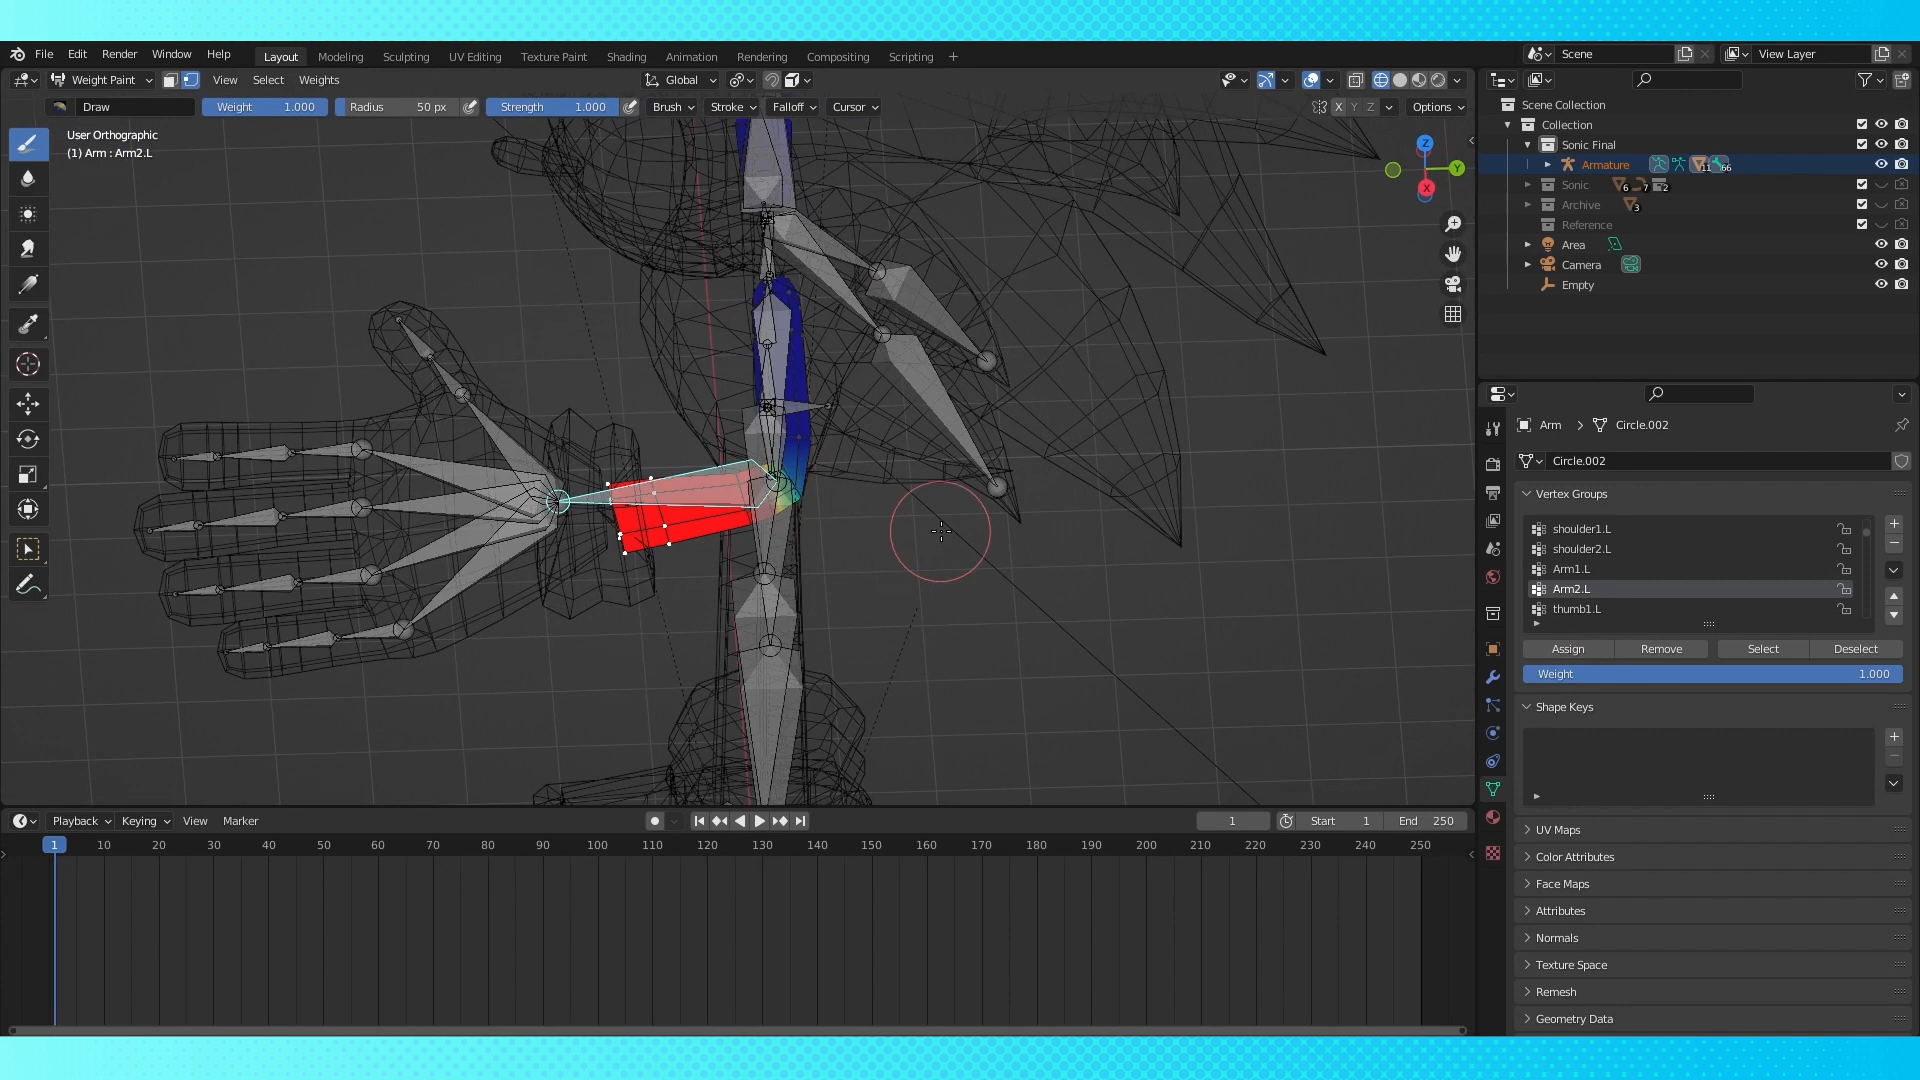 File Edit Render Window Help Layout Modeling Sculpting UV Editing Texture Paint Shading Animation Rendering Compositing Scripting + Scene View Layer
Weight Paint View Select Weights Global
Draw Weight 1.000 Radius 50 px Strength 1.000 Brush Stroke Falloff Cursor X Y Z Options
User Orthographic
(1) Arm : Arm2.L
Z
Y
X
Scene Collection
Collection
Sonic Final
Armature 11 66
Sonic 6 7 2
Archive 3
Reference
Area
Camera
Empty
Arm > Circle.002
Circle.002
Vertex Groups
shoulder1.L
shoulder2.L
Arm1.L
Arm2.L
thumb1.L
Assign Remove Select Deselect
Weight 1.000
Shape Keys
UV Maps
Color Attributes
Face Maps
Attributes
Normals
Texture Space
Remesh
Geometry Data
Playback Keying View Marker 1 Start 1 End 250
1 10 20 30 40 50 60 70 80 90 100 110 120 130 140 150 160 170 180 190 200 210 220 230 240 250